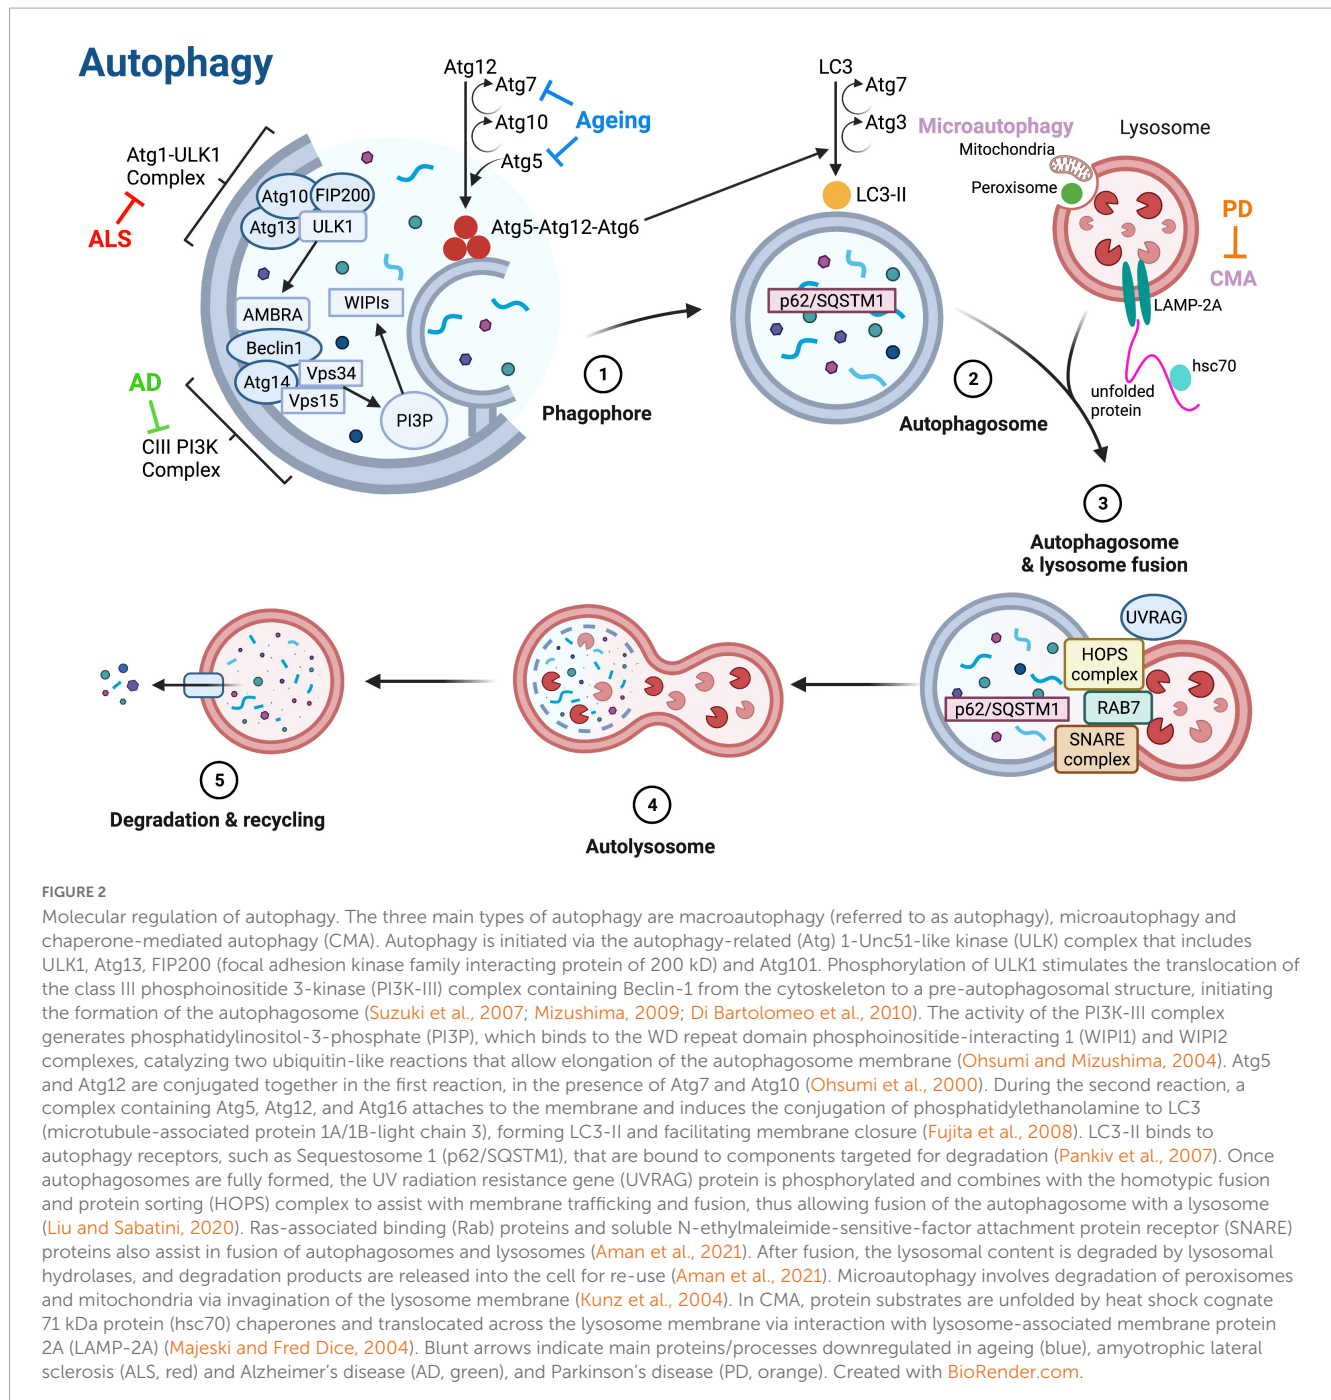 Autophagy
Atg12
Atg7
Atg10
Atg5
Ageing
LC3
Atg7
Atg3
Microautophagy
Mitochondria
Peroxisome
Lysosome
Atg1-ULK1
Complex
ALS
Atg10
FIP200
Atg13
ULK1
Atg5-Atg12-Atg6
LC3-II
PD
CMA
AMBRA
WIPIs
p62/SQSTM1
LAMP-2A
Beclin1
Atg14
Vps34
Vps15
PI3P
AD
CIII PI3K
Complex
hsc70
unfolded
protein
1
Phagophore
2
Autophagosome
3
Autophagosome
& lysosome fusion
UVRAG
HOPS
complex
p62/SQSTM1
RAB7
SNARE
complex
5
Degradation & recycling
4
Autolysosome
FIGURE 2
Molecular regulation of autophagy. The three main types of autophagy are macroautophagy (referred to as autophagy), microautophagy and
chaperone-mediated autophagy (CMA). Autophagy is initiated via the autophagy-related (Atg) 1-Unc51-like kinase (ULK) complex that includes
ULK1, Atg13, FIP200 (focal adhesion kinase family interacting protein of 200 kD) and Atg101. Phosphorylation of ULK1 stimulates the translocation of
the class III phosphoinositide 3-kinase (PI3K-III) complex containing Beclin-1 from the cytoskeleton to a pre-autophagosomal structure, initiating
the formation of the autophagosome (Suzuki et al., 2007; Mizushima, 2009; Di Bartolomeo et al., 2010). The activity of the PI3K-III complex
generates phosphatidylinositol-3-phosphate (PI3P), which binds to the WD repeat domain phosphoinositide-interacting 1 (WIPI1) and WIPI2
complexes, catalyzing two ubiquitin-like reactions that allow elongation of the autophagosome membrane (Ohsumi and Mizushima, 2004). Atg5
and Atg12 are conjugated together in the first reaction, in the presence of Atg7 and Atg10 (Ohsumi et al., 2000). During the second reaction, a
complex containing Atg5, Atg12, and Atg16 attaches to the membrane and induces the conjugation of phosphatidylethanolamine to LC3
(microtubule-associated protein 1A/1B-light chain 3), forming LC3-II and facilitating membrane closure (Fujita et al., 2008). LC3-II binds to
autophagy receptors, such as Sequestosome 1 (p62/SQSTM1), that are bound to components targeted for degradation (Pankiv et al., 2007). Once
autophagosomes are fully formed, the UV radiation resistance gene (UVRAG) protein is phosphorylated and combines with the homotypic fusion
and protein sorting (HOPS) complex to assist with membrane trafficking and fusion, thus allowing fusion of the autophagosome with a lysosome
(Liu and Sabatini, 2020). Ras-associated binding (Rab) proteins and soluble N-ethylmaleimide-sensitive-factor attachment protein receptor (SNARE)
proteins also assist in fusion of autophagosomes and lysosomes (Aman et al., 2021). After fusion, the lysosomal content is degraded by lysosomal
hydrolases, and degradation products are released into the cell for re-use (Aman et al., 2021). Microautophagy involves degradation of peroxisomes
and mitochondria via invagination of the lysosome membrane (Kunz et al., 2004). In CMA, protein substrates are unfolded by heat shock cognate
71 kDa protein (hsc70) chaperones and translocated across the lysosome membrane via interaction with lysosome-associated membrane protein
2A (LAMP-2A) (Majeski and Fred Dice, 2004). Blunt arrows indicate main proteins/processes downregulated in ageing (blue), amyotrophic lateral
sclerosis (ALS, red) and Alzheimer's disease (AD, green), and Parkinson's disease (PD, orange). Created with BioRender.com.